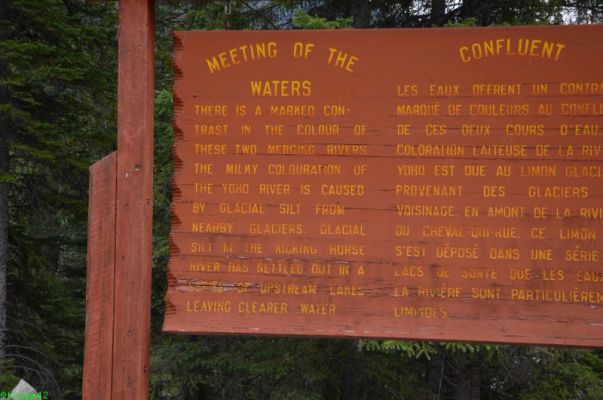 MEETING OF THE
WATERS
THERE IS A MARKED CON-
TRAST IN THE COLOUR OF
THESE TWO MERGING RIVERS
THE MILKY COLOURATION OF
THE YOHO RIVER IS CAUSED
BY GLACIAL SILT FROM
NEARBY GLACIERS. GLACIAL
SILT IN THE KICKING HORSE
RIVER HAS SETTLED OUT IN A
OF UPSTREAM LAKES
LEAVING CLEARER WATER
CONFLUENT
LES EAUX OFFRENT UN CONTRA
MARQUÉ DE COULEURS AU CONFLU
DE CES DEUX COURS D'EAU.
COLORATION LAITEUSE DE LA RIV
YOHO EST DUE AU LIMON GLACI
PROVENANT DES GLACIERS
VOISINAGE. EN AMONT DE LA RIVI
DU CHEVAL-QUI-RUE, CE LIMON
S'EST DÉPOSÉ DANS UNE SÉRIE
LACS DE SORTE QUE LES EAU
LA RIVIÈRE SONT PARTICULIÈREM
LIMPIDES.